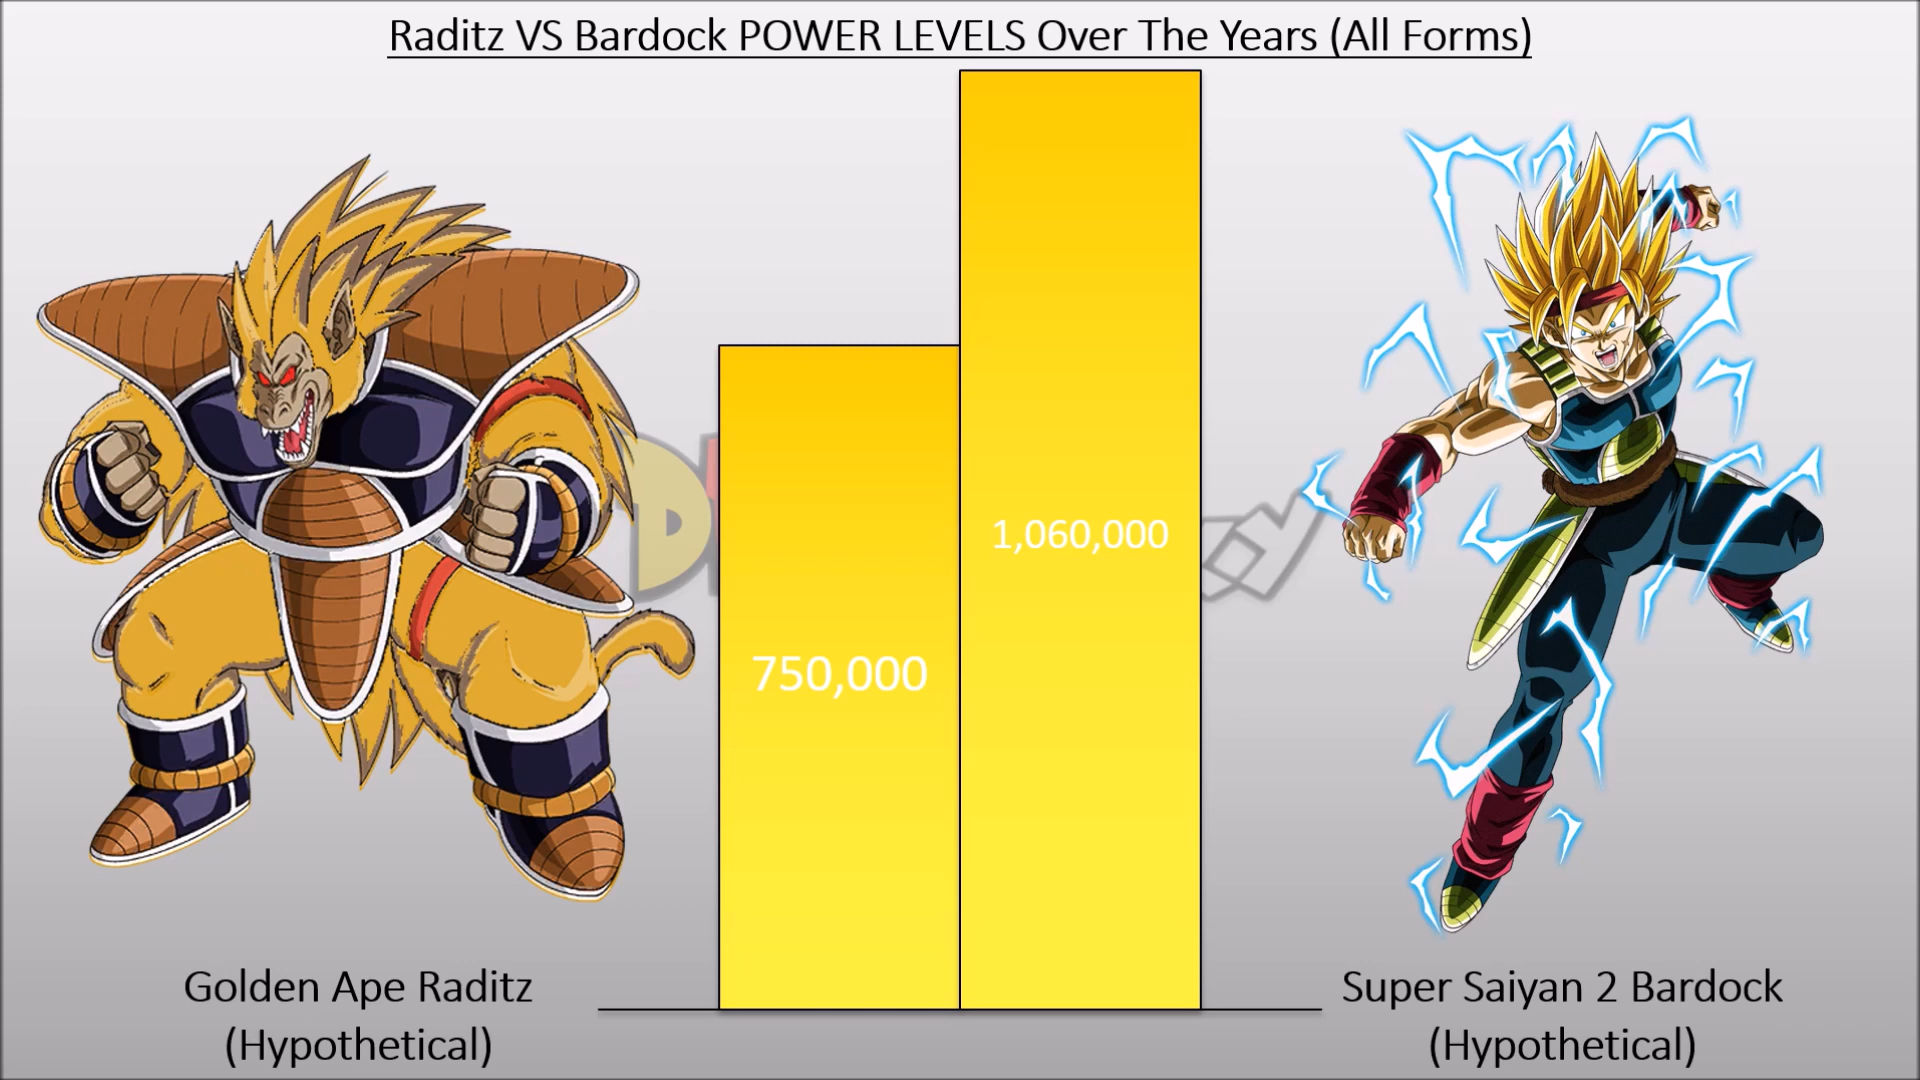 Raditz VS Bardock POWER LEVELS Over The Years (All Forms)
1,060,000
750,000
Golden Ape Raditz
(Hypothetical)
Super Saiyan 2 Bardock
(Hypothetical)